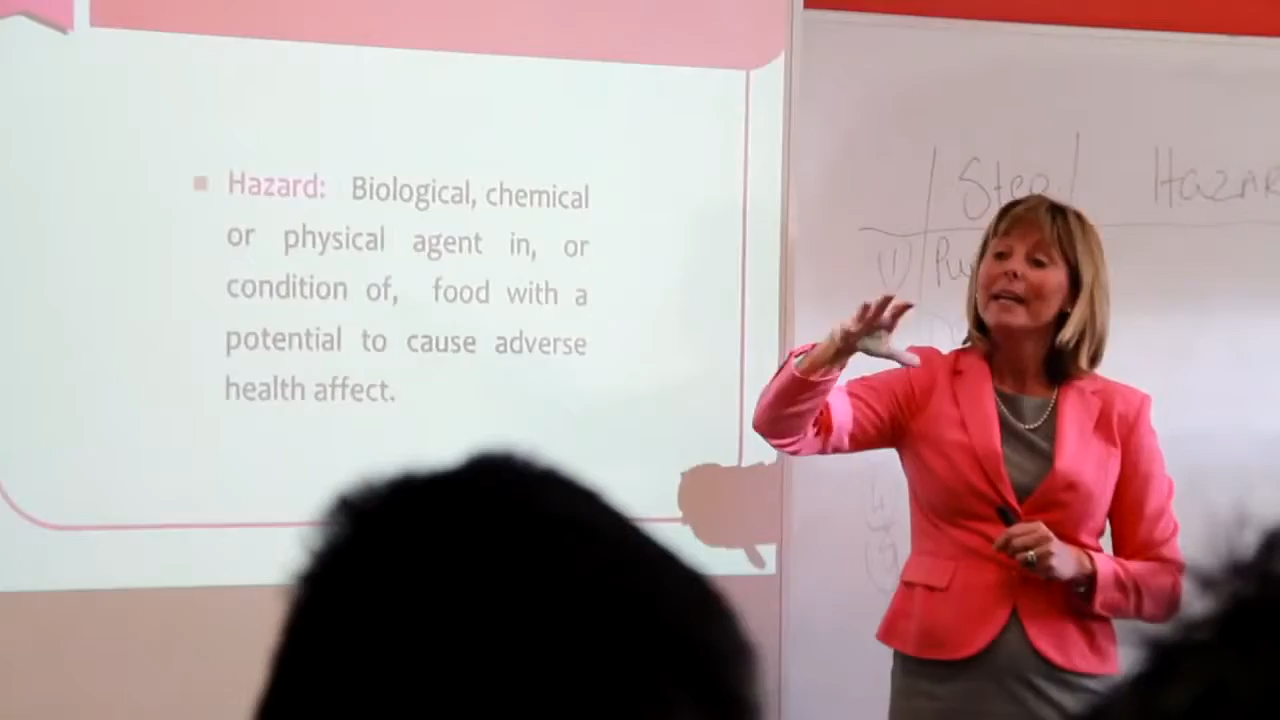 Hazard: Biological, chemical
or physical agent in, or
condition of, food with a
potential to cause adverse
health affect.
Step
①